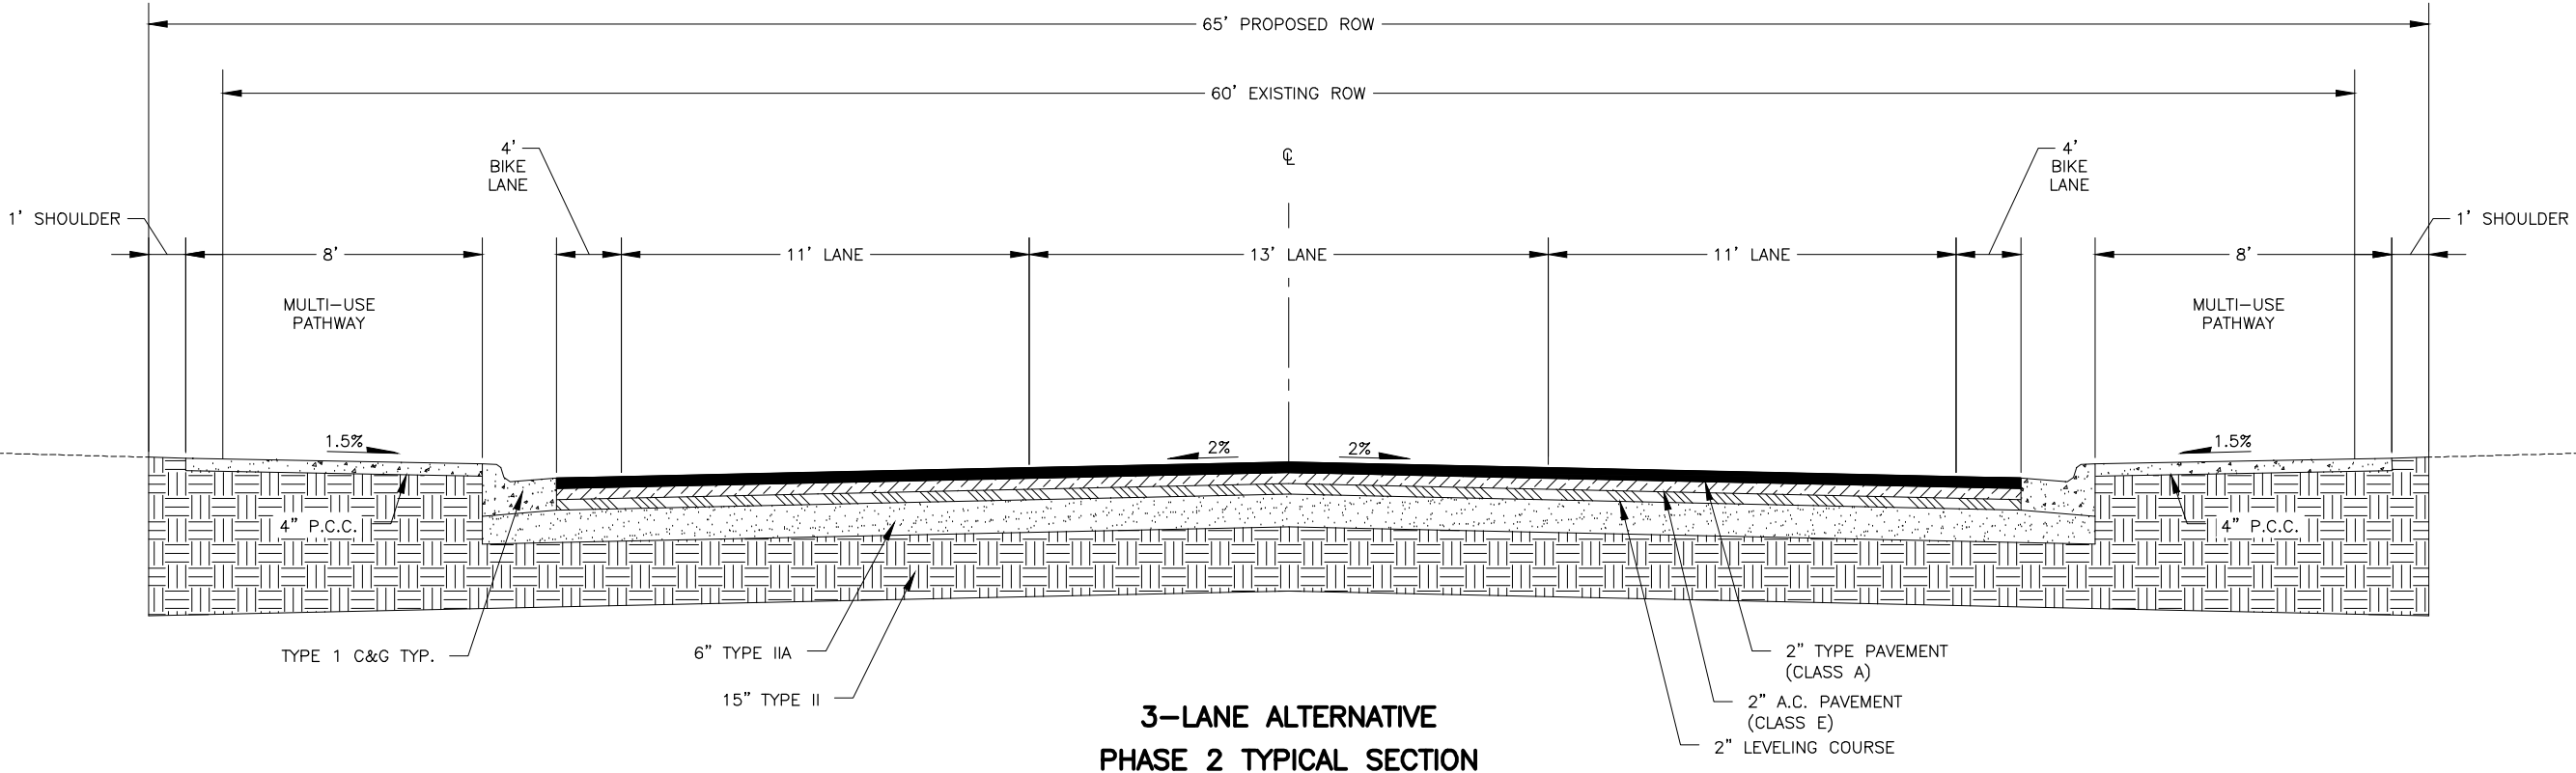 65' PROPOSED ROW
60' EXISTING ROW
4'
BIKE
LANE
℄
4'
BIKE
LANE
1' SHOULDER
1' SHOULDER
8'
11' LANE
13' LANE
11' LANE
8'
MULTI-USE
PATHWAY
MULTI-USE
PATHWAY
1.5%
2%
2%
1.5%
4" P.C.C.
4" P.C.C.
TYPE 1 C&G TYP.
6" TYPE IIA
15" TYPE II
2" TYPE PAVEMENT
(CLASS A)
2" A.C. PAVEMENT
(CLASS E)
2" LEVELING COURSE
3-LANE ALTERNATIVE
PHASE 2 TYPICAL SECTION